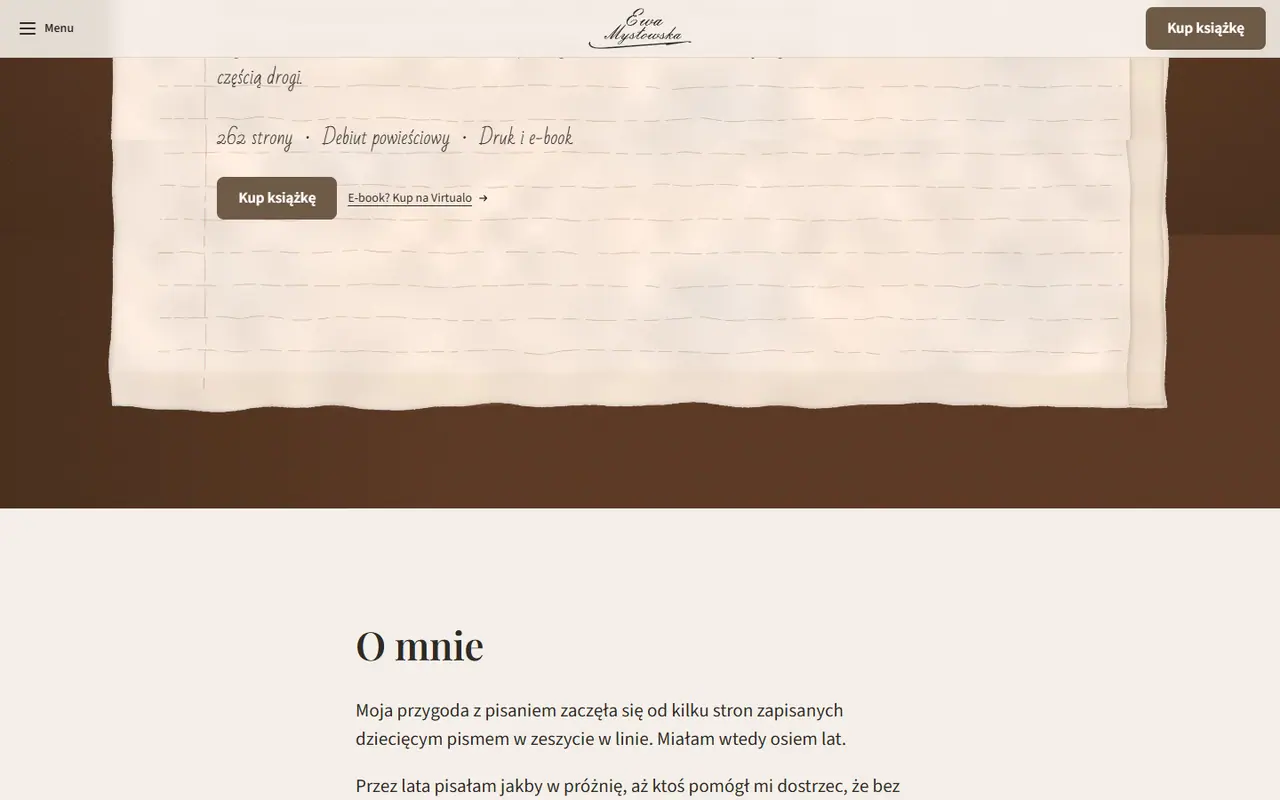 Menu
Ewa
Mysłowska
Kup książkę
częścią drogi.
262 strony · Debiut powieściowy · Druk i e-book
Kup książkę
E-book? Kup na Virtualo →
O mnie
Moja przygoda z pisaniem zaczęła się od kilku stron zapisanych
dziecięcym pismem w zeszycie w linie. Miałam wtedy osiem lat.
Przez lata pisałam jakby w próżnię, aż ktoś pomógł mi dostrzec, że bez